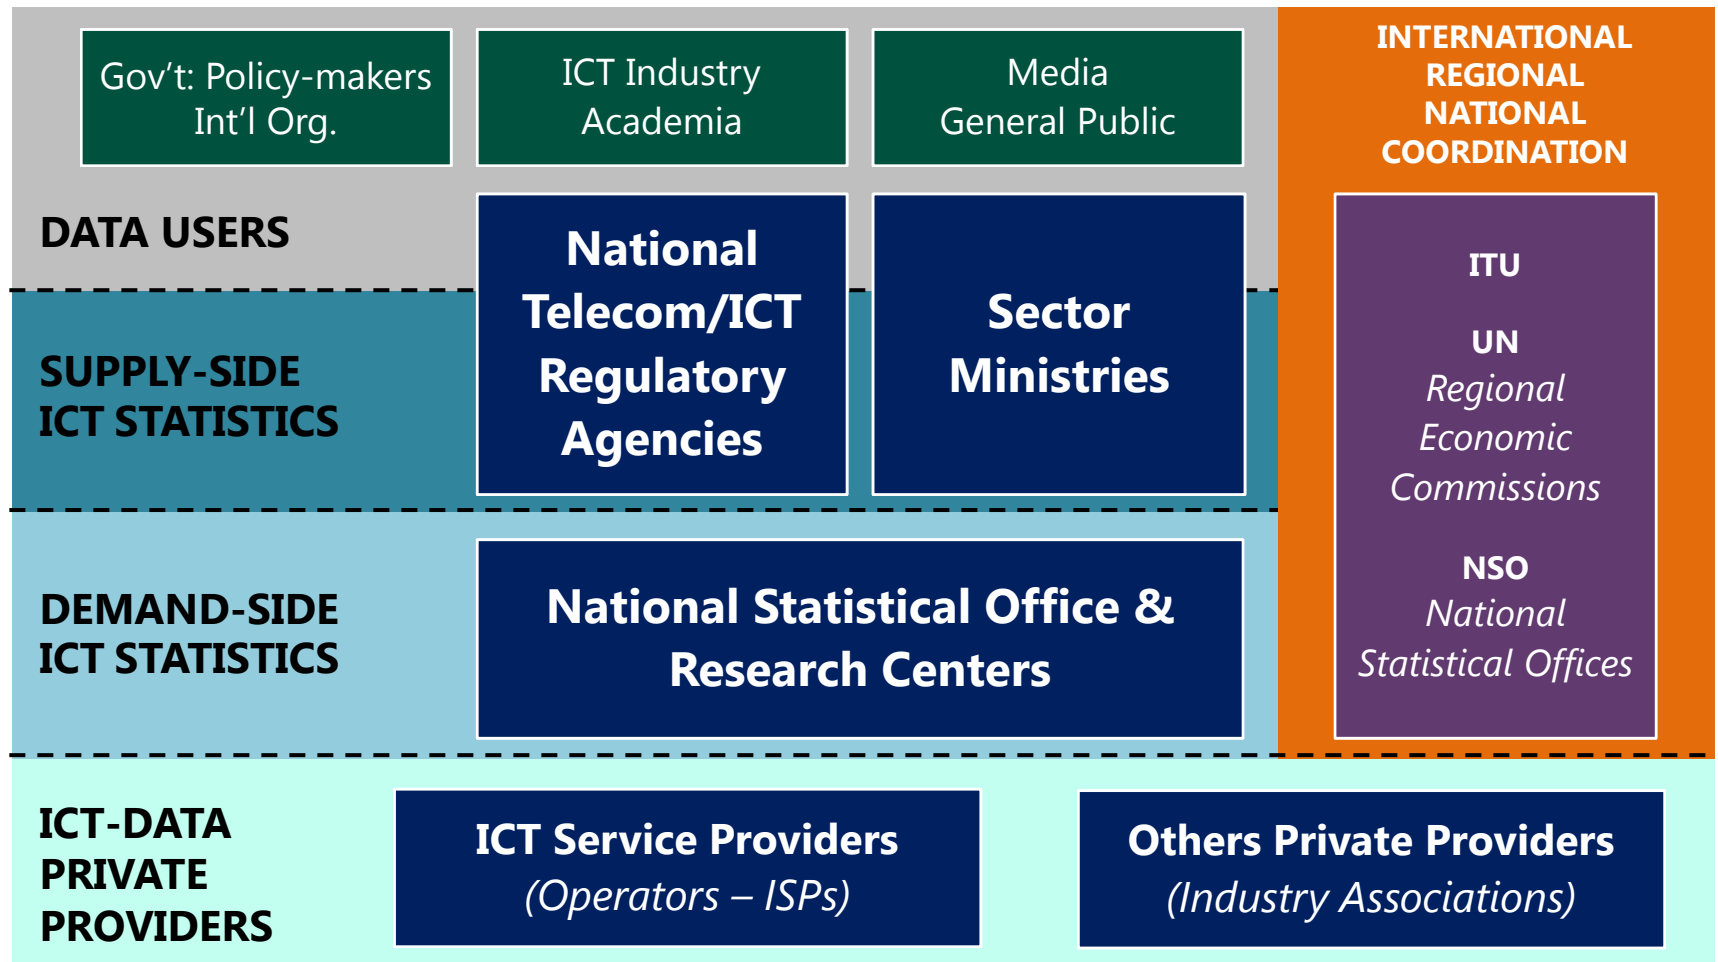 Gov’t: Policy-makers
Int’l Org.
ICT Industry
Academia
Media
General Public
INTERNATIONAL
REGIONAL
NATIONAL
COORDINATION
DATA USERS
National
Telecom/ICT
Regulatory
Agencies
Sector
Ministries
ITU
UN
Regional
Economic
Commissions
NSO
National
Statistical Offices
SUPPLY-SIDE
ICT STATISTICS
DEMAND-SIDE
ICT STATISTICS
National Statistical Office &
Research Centers
ICT-DATA
PRIVATE
PROVIDERS
ICT Service Providers
(Operators – ISPs)
Others Private Providers
(Industry Associations)